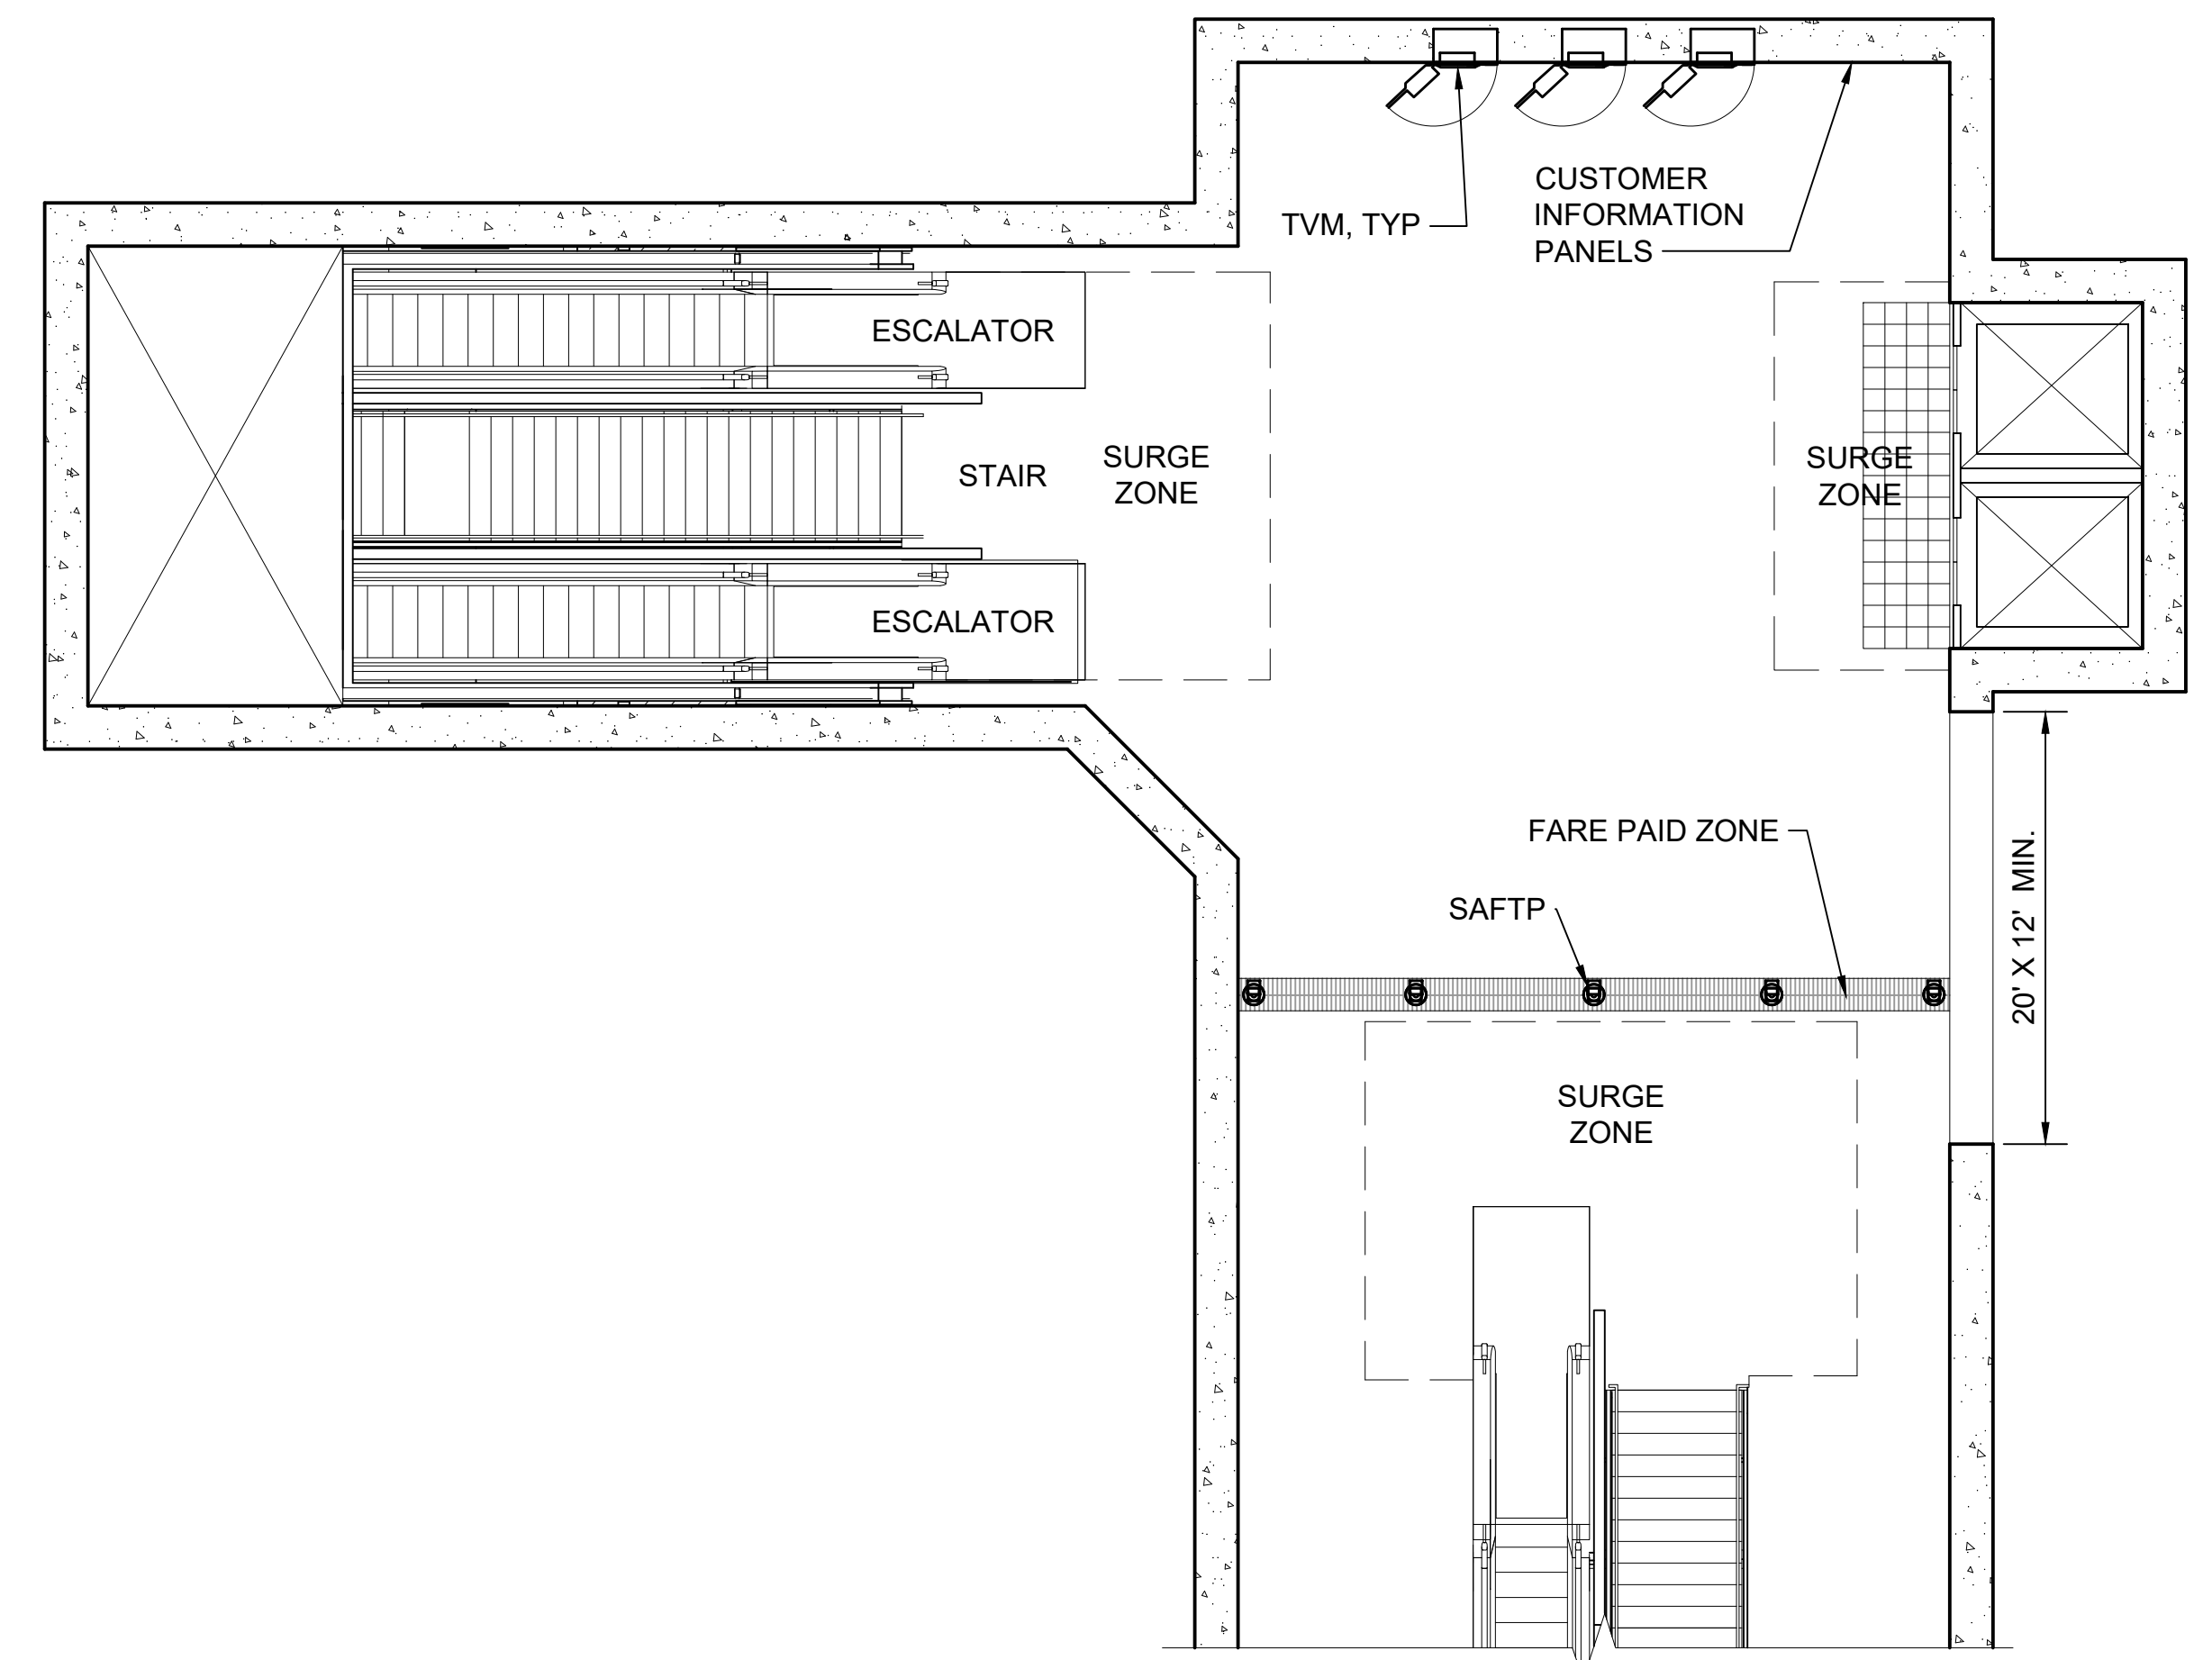 TVM, TYP
CUSTOMER
INFORMATION
PANELS
ESCALATOR
STAIR
SURGE
ZONE
SURGE
ZONE
ESCALATOR
FARE PAID ZONE
SAFTP
20' X 12' MIN.
SURGE
ZONE